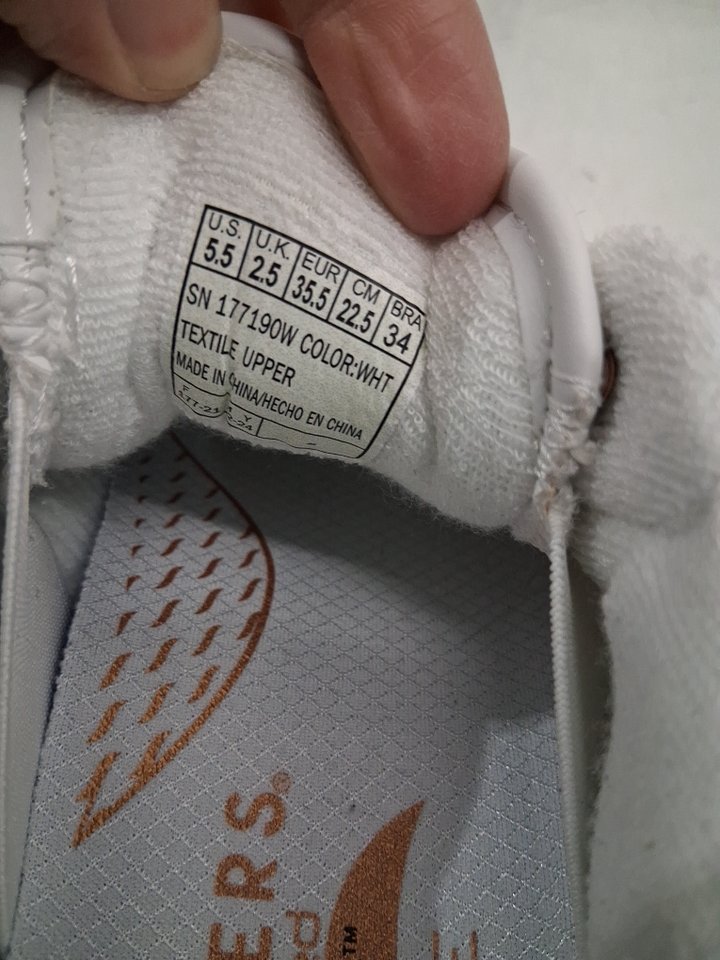 U.S. U.K. EUR CM BRA
5.5 2.5 35.5 22.5 34
SN 177190W COLOR:WHT
TEXTILE UPPER
MADE IN CHINA/HECHO EN CHINA
F Y
ERS®
TM